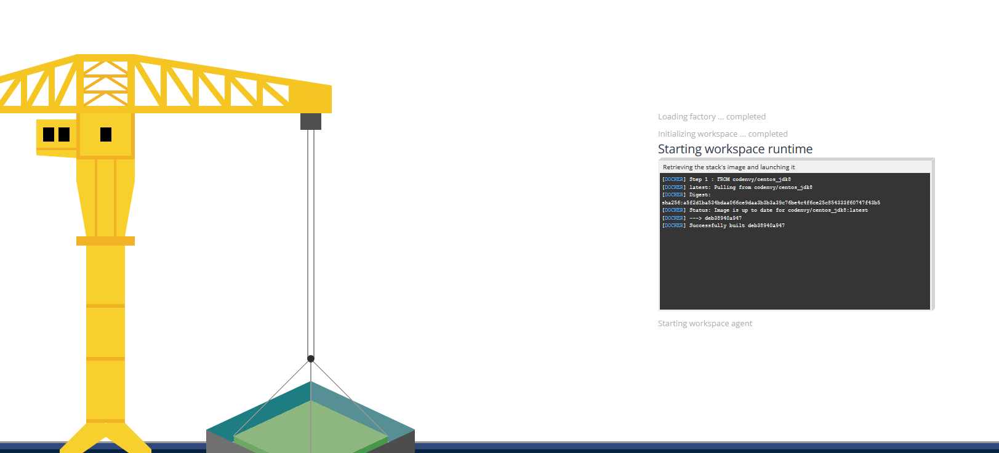 Loading factory ... completed
Initializing workspace ... completed
Starting workspace runtime
Retrieving the stack's image and launching it
[DOCKER] Step 1 : FROM codenvy/centos_jdk8
[DOCKER] latest: Pulling from codenvy/centos_jdk8
[DOCKER] Digest:
sha256:a5f2d1ba534bdaa066ce9daa3b3b3a39c76be4c4f6ce25c854333f60747f43b5
[DOCKER] Status: Image is up to date for codenvy/centos_jdk8:latest
[DOCKER] ---> deb38940a947
[DOCKER] Successfully built deb38940a947
Starting workspace agent